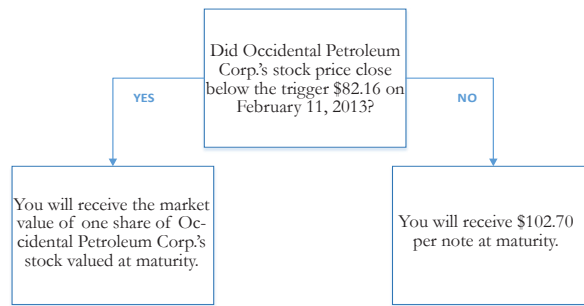 Did Occidental Petroleum
Corp.'s stock price close
below the trigger $82.16 on
February 11, 2013?
YES
NO
You will receive the market
value of one share of Oc-
cidental Petroleum Corp.'s
stock valued at maturity.
You will receive $102.70
per note at maturity.